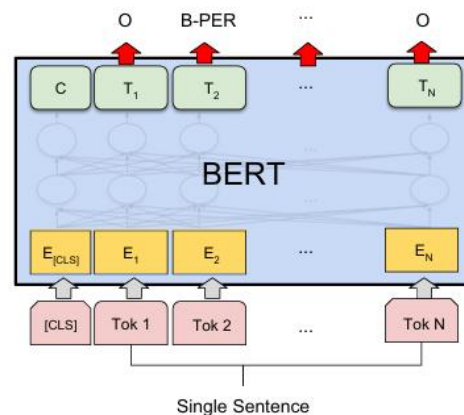 O B-PER ... O
C T1 T2 ... TN
...
BERT
...
E[CLS] E1 E2 ... EN
[CLS] Tok 1 Tok 2 ... Tok N
Single Sentence